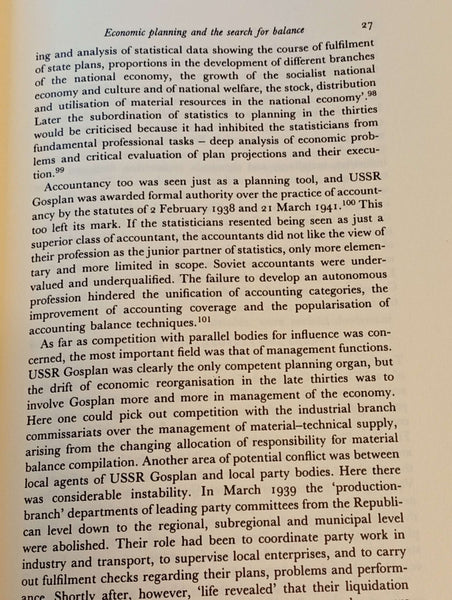 Economic planning and the search for balance 27
ing and analysis of statistical data showing the course of fulfilment
of state plans, proportions in the development of different branches
of the national economy, the growth of the socialist national
economy and culture and of national welfare, the stock, distribution
and utilisation of material resources in the national economy'.98
Later the subordination of statistics to planning in the thirties
would be criticised because it had inhibited the statisticians from
fundamental professional tasks – deep analysis of economic prob-
lems and critical evaluation of plan projections and their execu-
tion.99
Accountancy too was seen just as a planning tool, and USSR
Gosplan was awarded formal authority over the practice of account-
ancy by the statutes of 2 February 1938 and 21 March 1941.100 This
too left its mark. If the statisticians resented being seen as just a
superior class of accountant, the accountants did not like the view of
their profession as the junior partner of statistics, only more elemen-
tary and more limited in scope. Soviet accountants were under-
valued and underqualified. The failure to develop an autonomous
profession hindered the unification of accounting categories, the
improvement of accounting coverage and the popularisation of
accounting balance techniques.101
As far as competition with parallel bodies for influence was con-
cerned, the most important field was that of management functions.
USSR Gosplan was clearly the only competent planning organ, but
the drift of economic reorganisation in the late thirties was to
involve Gosplan more and more in management of the economy.
Here one could pick out competition with the industrial branch
commissariats over the management of material–technical supply,
arising from the changing allocation of responsibility for material
balance compilation. Another area of potential conflict was between
local agents of USSR Gosplan and local party bodies. Here there
was considerable instability. In March 1939 the 'production-
branch' departments of leading party committees from the Republi-
can level down to the regional, subregional and municipal level
were abolished. Their role had been to coordinate party work in
industry and transport, to supervise local enterprises, and to carry
out fulfilment checks regarding their plans, problems and perform-
ance. Shortly after, however, 'life revealed' that their liquidation